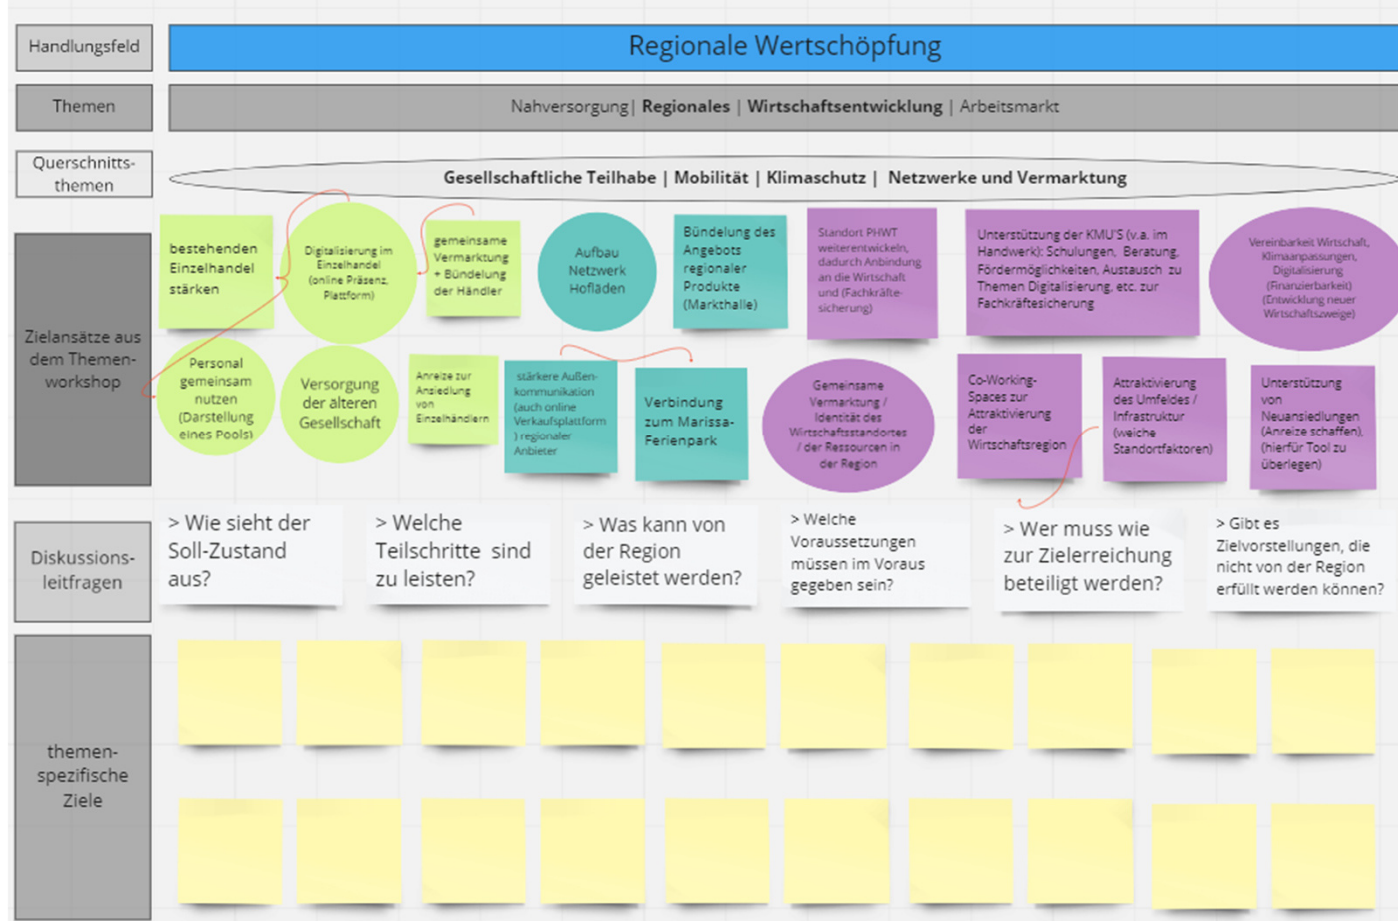 Handlungsfeld
Regionale Wertschöpfung
Themen
Nahversorgung| Regionales | Wirtschaftsentwicklung | Arbeitsmarkt
Querschnitts-
themen
Gesellschaftliche Teilhabe | Mobilität | Klimaschutz | Netzwerke und Vermarktung
Zielansätze aus
dem Themen-
workshop
bestehenden
Einzelhandel
stärken
Digitalisierung im
Einzelhandel
(online Präsenz,
Plattform)
gemeinsame
Vermarktung
+ Bündelung
der Händler
Aufbau
Netzwerk
Hofläden
Bündelung des
Angebots
regionaler
Produkte
(Markthalle)
Standort PHWT
weiterentwickeln,
dadurch Anbindung
an die Wirtschaft
und (Fachkräfte-
sicherung)
Unterstützung der KMU'S (v.a. im
Handwerk): Schulungen, Beratung,
Fördermöglichkeiten, Austausch zu
Themen Digitalisierung, etc. zur
Fachkräftesicherung
Vereinbarkeit Wirtschaft,
Klimaanpassungen,
Digitalisierung
(Finanzierbarkeit)
(Entwicklung neuer
Wirtschaftszweige)
Personal
gemeinsam
nutzen
(Darstellung
eines Pools)
Versorgung
der älteren
Gesellschaft
Anreize zur
Ansiedlung
von
Einzelhändlern
stärkere Außen-
kommunikation
(auch online
Verkaufsplattform
) regionaler
Anbieter
Verbindung
zum Marissa-
Ferienpark
Gemeinsame
Vermarktung /
Identität des
Wirtschaftsstandortes
/ der Ressourcen in
der Region
Co-Working-
Spaces zur
Attraktivierung
der
Wirtschaftsregion
Attraktivierung
des Umfeldes /
Infrastruktur
(weiche
Standortfaktoren)
Unterstützung
von
Neuansiedlungen
(Anreize schaffen),
(hierfür Tool zu
überlegen)
Diskussions-
leitfragen
> Wie sieht der
Soll-Zustand
aus?
> Welche
Teilschritte sind
zu leisten?
> Was kann von
der Region
geleistet werden?
> Welche
Voraussetzungen
müssen im Voraus
gegeben sein?
> Wer muss wie
zur Zielerreichung
beteiligt werden?
> Gibt es
Zielvorstellungen, die
nicht von der Region
erfüllt werden können?
themen-
spezifische
Ziele